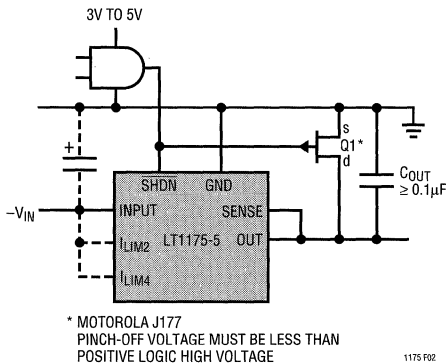 3V TO 5V
+
S
Q1*
d
COUT
≥ 0.1µF
SHDN
GND
–VIN
INPUT
SENSE
ILIM2
LT1175-5
OUT
ILIM4
* MOTOROLA J177
PINCH-OFF VOLTAGE MUST BE LESS THAN
POSITIVE LOGIC HIGH VOLTAGE
1175 F02